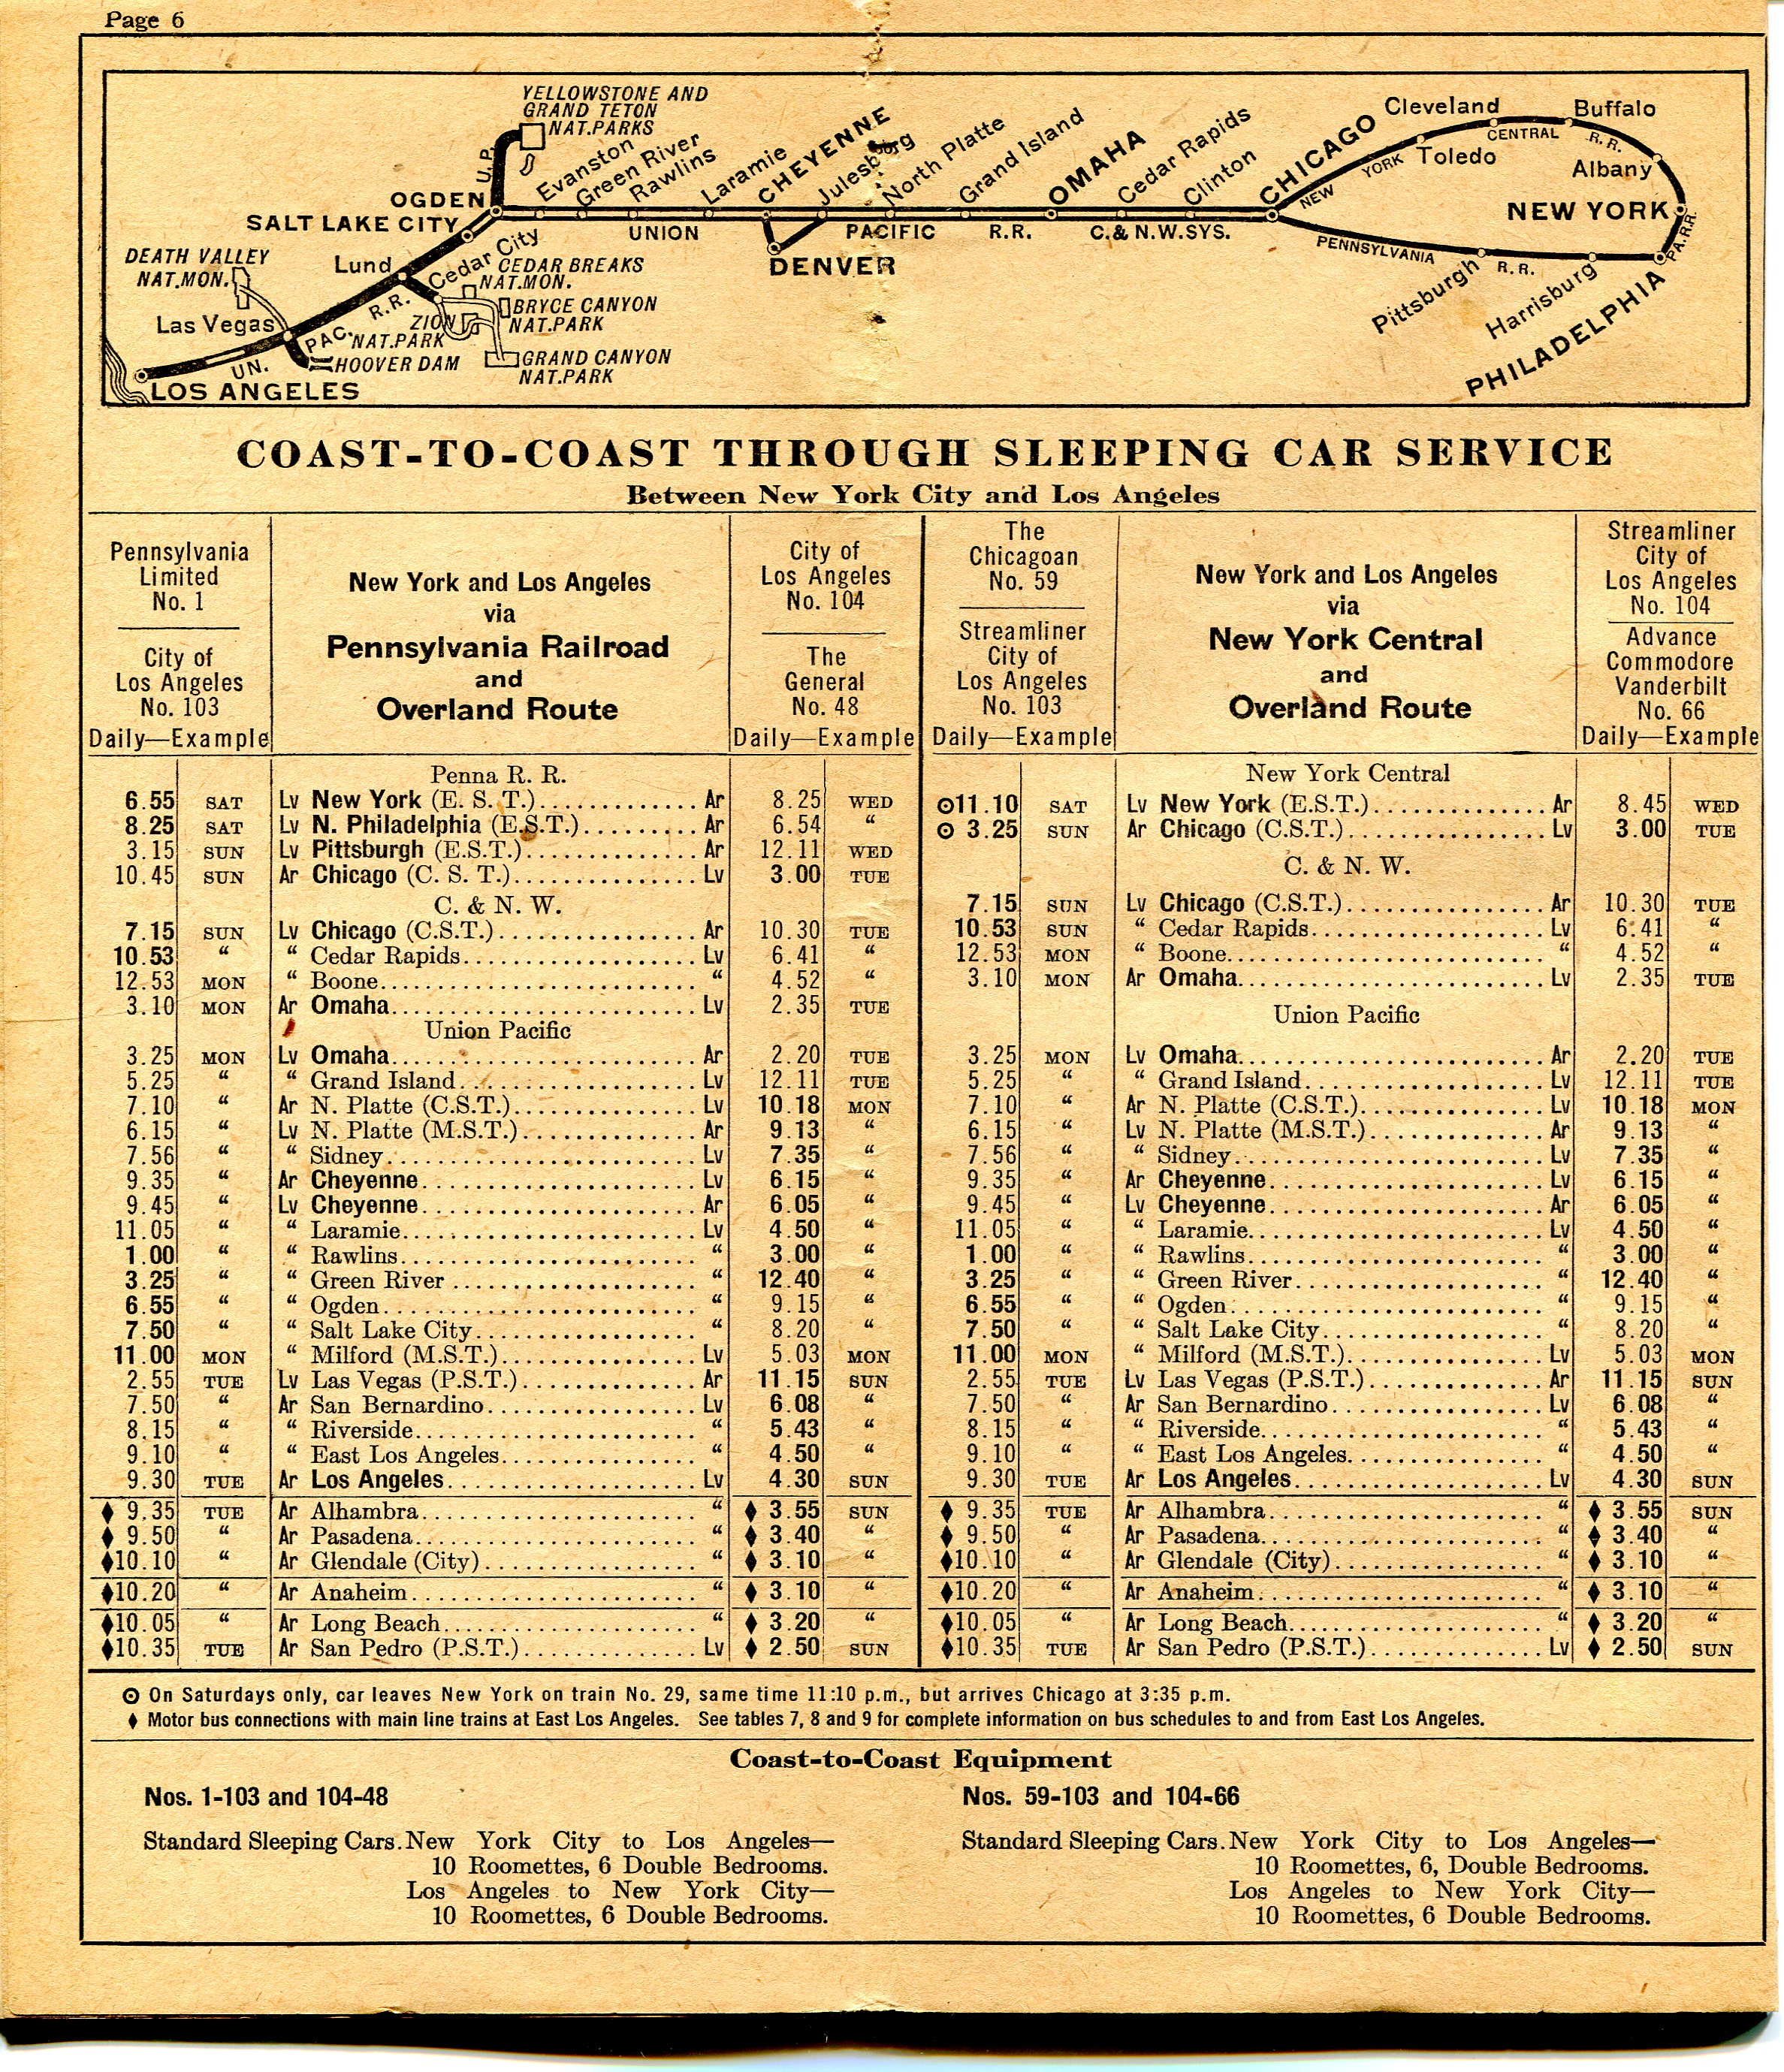 Page 6
YELLOWSTONE AND
GRAND TETON
NAT.PARKS
U.P.
Evanston
Green River
Rawlins
Laramie
CHEYENNE
Julesburg
North Platte
Grand Island
OMAHA
Cedar Rapids
Clinton
CHICAGO
Cleveland
Buffalo
NEW YORK CENTRAL R.R.
Toledo
Albany
OGDEN
SALT LAKE CITY
NEW YORK
UNION PACIFIC R.R. C.&N.W.SYS.
PA.R.R.
DENVER
PENNSYLVANIA R.R.
Pittsburgh
Harrisburg
PHILADELPHIA
DEATH VALLEY
NAT.MON.
Lund
Cedar City
CEDAR BREAKS
NAT.MON.
BRYCE CANYON
NAT.PARK
ZION
NAT.PARK
Las Vegas
UN. PAC. R.R.
HOOVER DAM
GRAND CANYON
NAT.PARK
LOS ANGELES
COAST-TO-COAST THROUGH SLEEPING CAR SERVICE
Between New York City and Los Angeles
Pennsylvania
Limited
No. 1
City of
Los Angeles
No. 103
Daily—Example
New York and Los Angeles
via
Pennsylvania Railroad
and
Overland Route
City of
Los Angeles
No. 104
The
General
No. 48
Daily—Example
Penna R. R.
6.55 SAT Lv New York (E. S. T.) Ar 8.25 WED
8.25 SAT Lv N. Philadelphia (E.S.T.) Ar 6.54 “
3.15 SUN Lv Pittsburgh (E.S.T.) Ar 12.11 WED
10.45 SUN Ar Chicago (C. S. T.) Lv 3.00 TUE
C. & N. W.
7.15 SUN Lv Chicago (C.S.T.) Ar 10.30 TUE
10.53 “ “ Cedar Rapids Lv 6.41 “
12.53 MON “ Boone “ 4.52 “
3.10 MON Ar Omaha Lv 2.35 TUE
Union Pacific
3.25 MON Lv Omaha Ar 2.20 TUE
5.25 “ “ Grand Island Lv 12.11 TUE
7.10 “ Ar N. Platte (C.S.T.) Lv 10.18 MON
6.15 “ Lv N. Platte (M.S.T.) Ar 9.13 “
7.56 “ “ Sidney Lv 7.35 “
9.35 “ Ar Cheyenne Lv 6.15 “
9.45 “ Lv Cheyenne Ar 6.05 “
11.05 “ “ Laramie Lv 4.50 “
1.00 “ “ Rawlins “ 3.00 “
3.25 “ “ Green River “ 12.40 “
6.55 “ “ Ogden “ 9.15 “
7.50 “ “ Salt Lake City “ 8.20 “
11.00 MON “ Milford (M.S.T.) Lv 5.03 MON
2.55 TUE Lv Las Vegas (P.S.T.) Ar 11.15 SUN
7.50 “ Ar San Bernardino Lv 6.08 “
8.15 “ “ Riverside “ 5.43 “
9.10 “ “ East Los Angeles “ 4.50 “
9.30 TUE Ar Los Angeles Lv 4.30 SUN
♦ 9.35 TUE Ar Alhambra “ ♦ 3.55 SUN
♦ 9.50 “ Ar Pasadena “ ♦ 3.40 “
♦10.10 “ Ar Glendale (City) “ ♦ 3.10 “
♦10.20 “ Ar Anaheim “ ♦ 3.10 “
♦10.05 “ Ar Long Beach “ ♦ 3.20 “
♦10.35 TUE Ar San Pedro (P.S.T.) Lv ♦ 2.50 SUN
The
Chicagoan
No. 59
Streamliner
City of
Los Angeles
No. 103
Daily—Example
New York and Los Angeles
via
New York Central
and
Overland Route
Streamliner
City of
Los Angeles
No. 104
Advance
Commodore
Vanderbilt
No. 66
Daily—Example
New York Central
⊙11.10 SAT Lv New York (E.S.T.) Ar 8.45 WED
⊙ 3.25 SUN Ar Chicago (C.S.T.) Lv 3.00 TUE
C. & N. W.
7.15 SUN Lv Chicago (C.S.T.) Ar 10.30 TUE
10.53 SUN “ Cedar Rapids Lv 6.41 “
12.53 MON “ Boone “ 4.52 “
3.10 MON Ar Omaha Lv 2.35 TUE
Union Pacific
3.25 MON Lv Omaha Ar 2.20 TUE
5.25 “ “ Grand Island Lv 12.11 TUE
7.10 “ Ar N. Platte (C.S.T.) Lv 10.18 MON
6.15 “ Lv N. Platte (M.S.T.) Ar 9.13 “
7.56 “ “ Sidney Lv 7.35 “
9.35 “ Ar Cheyenne Lv 6.15 “
9.45 “ Lv Cheyenne Ar 6.05 “
11.05 “ “ Laramie Lv 4.50 “
1.00 “ “ Rawlins “ 3.00 “
3.25 “ “ Green River “ 12.40 “
6.55 “ “ Ogden “ 9.15 “
7.50 “ “ Salt Lake City “ 8.20 “
11.00 MON “ Milford (M.S.T.) Lv 5.03 MON
2.55 TUE Lv Las Vegas (P.S.T.) Ar 11.15 SUN
7.50 “ Ar San Bernardino Lv 6.08 “
8.15 “ “ Riverside “ 5.43 “
9.10 “ “ East Los Angeles “ 4.50 “
9.30 TUE Ar Los Angeles Lv 4.30 SUN
♦ 9.35 TUE Ar Alhambra “ ♦ 3.55 SUN
♦ 9.50 “ Ar Pasadena “ ♦ 3.40 “
♦10.10 “ Ar Glendale (City) “ ♦ 3.10 “
♦10.20 “ Ar Anaheim “ ♦ 3.10 “
♦10.05 “ Ar Long Beach “ ♦ 3.20 “
♦10.35 TUE Ar San Pedro (P.S.T.) Lv ♦ 2.50 SUN
⊙ On Saturdays only, car leaves New York on train No. 29, same time 11:10 p.m., but arrives Chicago at 3:35 p.m.
♦ Motor bus connections with main line trains at East Los Angeles. See tables 7, 8 and 9 for complete information on bus schedules to and from East Los Angeles.
Coast-to-Coast Equipment
Nos. 1-103 and 104-48
Standard Sleeping Cars. New York City to Los Angeles—
10 Roomettes, 6 Double Bedrooms.
Los Angeles to New York City—
10 Roomettes, 6 Double Bedrooms.
Nos. 59-103 and 104-66
Standard Sleeping Cars. New York City to Los Angeles—
10 Roomettes, 6, Double Bedrooms.
Los Angeles to New York City—
10 Roomettes, 6 Double Bedrooms.